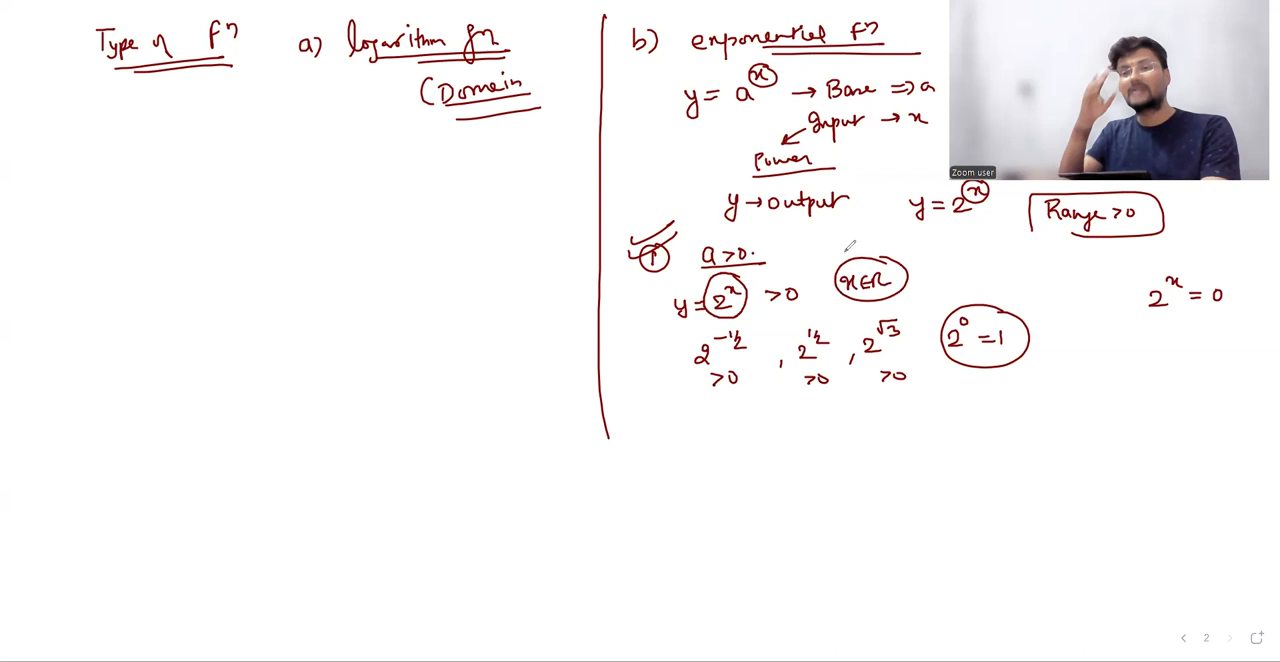 Type of Fⁿ
a) logarithm fn
(Domain
b) exponential Fⁿ
y = a^x → Base ⇒ a
Input → x
Power
y → output
y = 2^x
Range > 0
1
a > 0.
y = 2^x > 0
x ∈ R
2^x = 0
2^-1/2 , 2^1/2 , 2^√3
2^0 = 1
>0 >0 >0
Zoom user
2